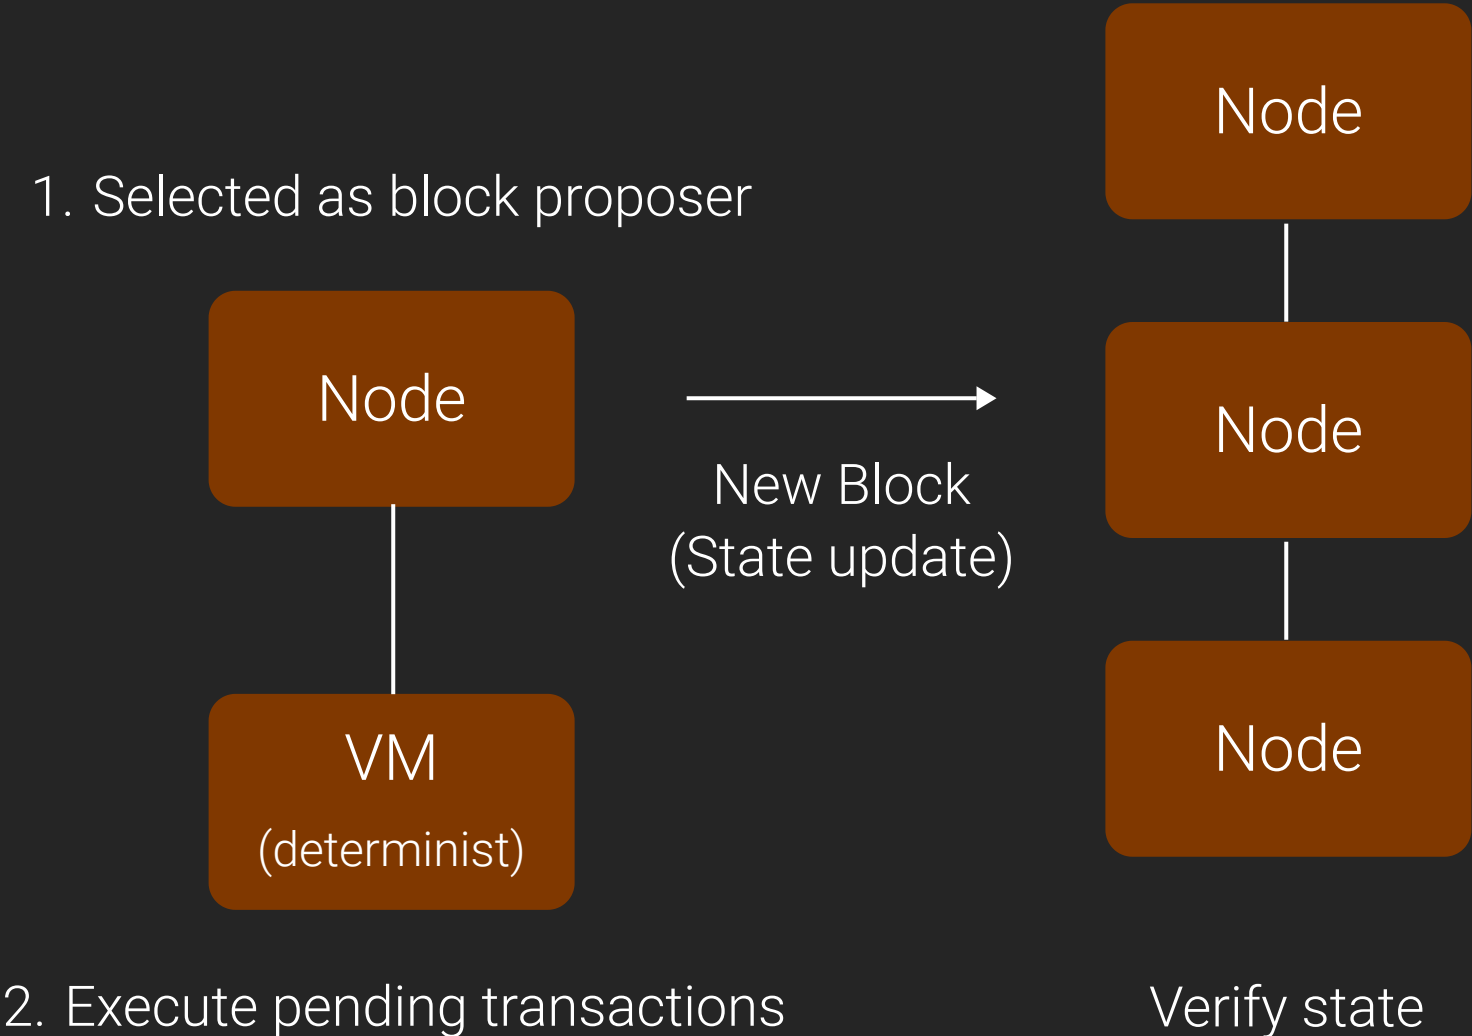 1. Selected as block proposer
Node
VM
(determinist)
2. Execute pending transactions
New Block
(State update)
Node
Node
Node
Verify state